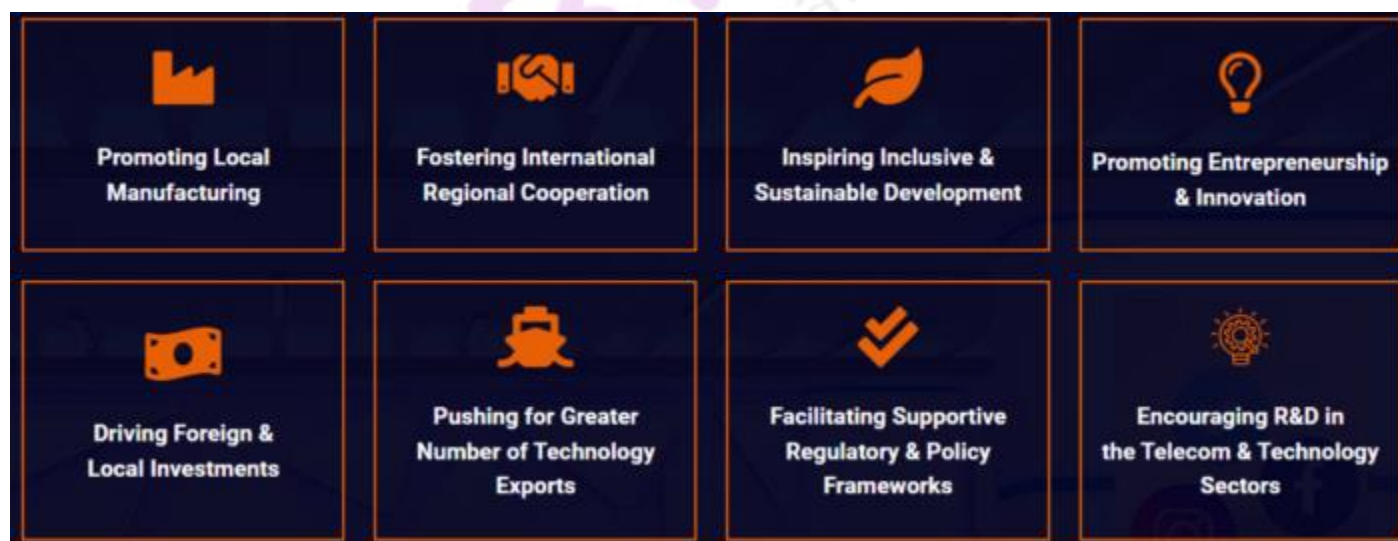 Promoting Local
Manufacturing
Fostering International
Regional Cooperation
Inspiring Inclusive &
Sustainable Development
Promoting Entrepreneurship
& Innovation
Driving Foreign &
Local Investments
Pushing for Greater
Number of Technology
Exports
Facilitating Supportive
Regulatory & Policy
Frameworks
Encouraging R&D in
the Telecom & Technology
Sectors